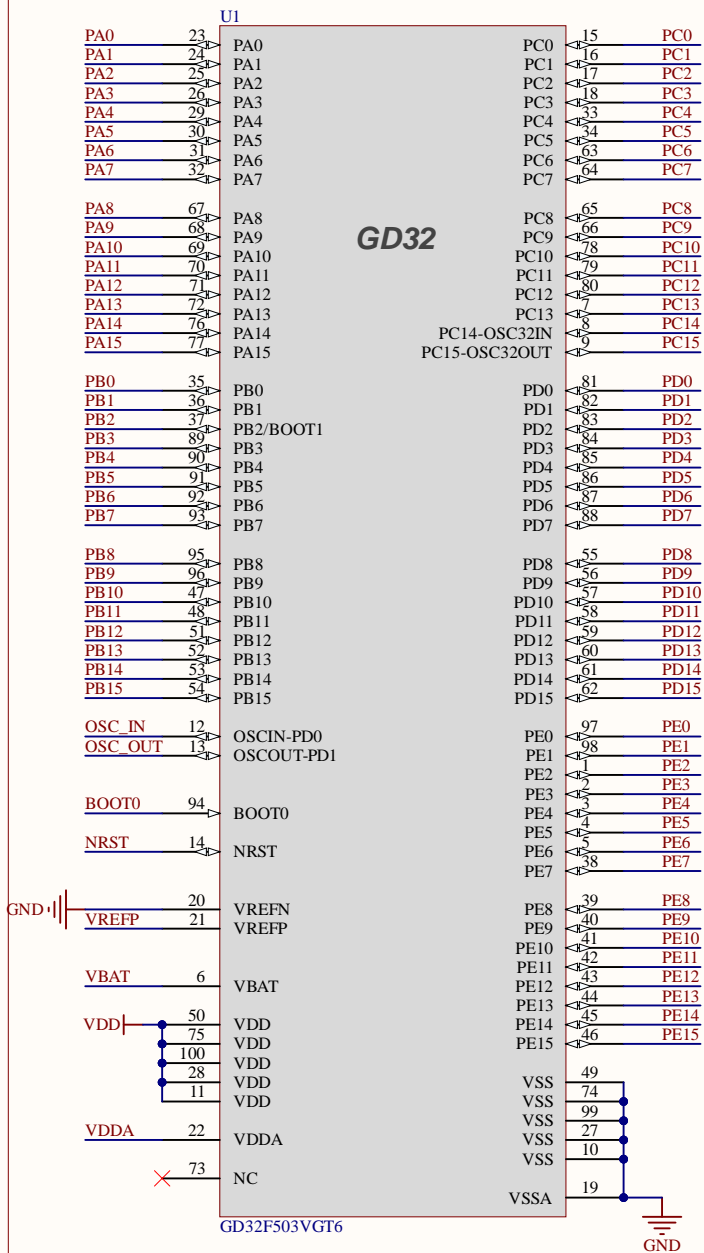 U1
PA0 23 PA0 PC0 15 PC0
PA1 24 PA1 PC1 16 PC1
PA2 25 PA2 PC2 17 PC2
PA3 26 PA3 PC3 18 PC3
PA4 29 PA4 PC4 33 PC4
PA5 30 PA5 PC5 34 PC5
PA6 31 PA6 PC6 63 PC6
PA7 32 PA7 PC7 64 PC7
PA8 67 PA8 PC8 65 PC8
PA9 68 PA9 GD32 PC9 66 PC9
PA10 69 PA10 PC10 78 PC10
PA11 70 PA11 PC11 79 PC11
PA12 71 PA12 PC12 80 PC12
PA13 72 PA13 PC13 7 PC13
PA14 76 PA14 PC14-OSC32IN 8 PC14
PA15 77 PA15 PC15-OSC32OUT 9 PC15
PB0 35 PB0 PD0 81 PD0
PB1 36 PB1 PD1 82 PD1
PB2 37 PB2/BOOT1 PD2 83 PD2
PB3 89 PB3 PD3 84 PD3
PB4 90 PB4 PD4 85 PD4
PB5 91 PB5 PD5 86 PD5
PB6 92 PB6 PD6 87 PD6
PB7 93 PB7 PD7 88 PD7
PB8 95 PB8 PD8 55 PD8
PB9 96 PB9 PD9 56 PD9
PB10 47 PB10 PD10 57 PD10
PB11 48 PB11 PD11 58 PD11
PB12 51 PB12 PD12 59 PD12
PB13 52 PB13 PD13 60 PD13
PB14 53 PB14 PD14 61 PD14
PB15 54 PB15 PD15 62 PD15
OSC_IN 12 OSCIN-PD0 PE0 97 PE0
OSC_OUT 13 OSCOUT-PD1 PE1 98 PE1
PE2 1 PE2
PE3 2 PE3
BOOT0 94 BOOT0 PE4 3 PE4
PE5 4 PE5
NRST 14 NRST PE6 5 PE6
PE7 38 PE7
GND 20 VREFN PE8 39 PE8
VREFP 21 VREFP PE9 40 PE9
PE10 41 PE10
PE11 42 PE11
VBAT 6 VBAT PE12 43 PE12
PE13 44 PE13
VDD 50 VDD PE14 45 PE14
75 VDD PE15 46 PE15
100 VDD
28 VDD VSS 49
11 VDD VSS 74
VSS 99
VDDA 22 VDDA VSS 27
VSS 10
73 NC
VSSA 19
GD32F503VGT6
GND